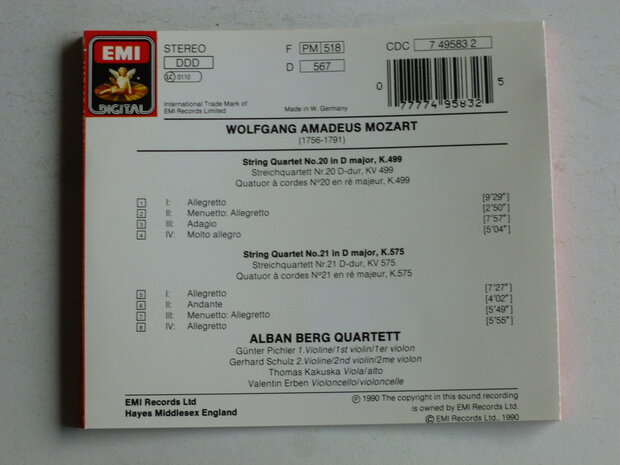 EMI
DIGITAL
STEREO
DDD
LC 0110
F PM 518
D 567
CDC 7 49583 2
0 77774 95832 5
International Trade Mark of
EMI Records Limited
Made in W. Germany
WOLFGANG AMADEUS MOZART
(1756-1791)
String Quartet No.20 in D major, K.499
Streichquartett Nr.20 D-dur, KV 499
Quatuor à cordes Nº20 en ré majeur, K.499
1 I: Allegretto [9'29"]
2 II: Menuetto: Allegretto [2'50"]
3 III: Adagio [7'57"]
4 IV: Molto allegro [5'04"]
String Quartet No.21 in D major, K.575
Streichquartett Nr.21 D-dur, KV 575
Quatuor à cordes Nº21 en ré majeur, K.575
5 I: Allegretto [7'27"]
6 II: Andante [4'02"]
7 III: Menuetto: Allegretto [5'49"]
8 IV: Allegretto [5'55"]
ALBAN BERG QUARTETT
Günter Pichler 1.Violine/1st violin/1er violon
Gerhard Schulz 2.Violine/2nd violin/2me violon
Thomas Kakuska Viola/alto
Valentin Erben Violoncello/violoncelle
EMI Records Ltd
Hayes Middlesex England
℗ 1990 The copyright in this sound recording
is owned by EMI Records Ltd.
© EMI Records Ltd., 1990